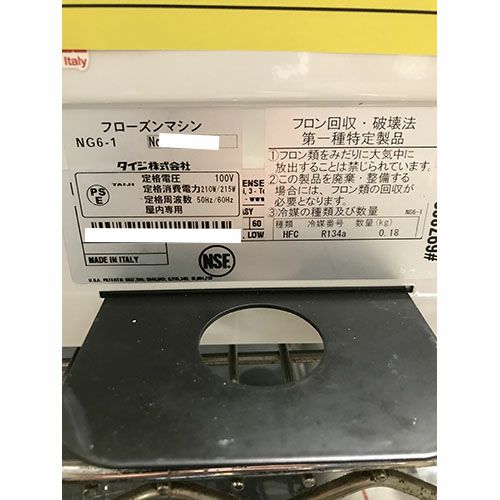 Italy
フローズンマシン
NG6-1
No
タイジ株式会社
PS
E
TAIJI
定格電圧 100V
定格消費電力 210W/215W
定格周波数 50Hz/60Hz
屋内専用
ENSE
60
LOW
MADE IN ITALY
NSF
フロン回収・破壊法
第一種特定製品
①フロン類をみだりに大気中に
放出することは禁じられています。
②この製品を廃棄・整備する
場合には、フロン類の回収が
必要となります。
③冷媒の種類及び数量 NG6-1
種類 冷媒番号 数量(kg)
HFC R134a 0.18